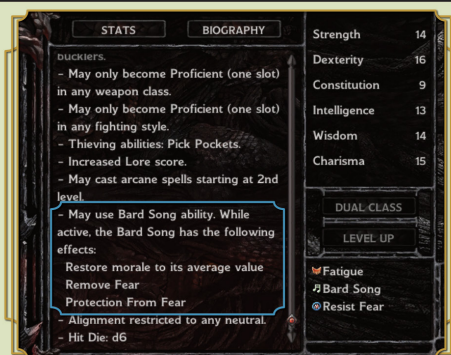 STATS
BIOGRAPHY
bucklers.
- May only become Proficient (one slot)
in any weapon class.
- May only become Proficient (one slot)
in any fighting style.
- Thieving abilities: Pick Pockets.
- Increased Lore score.
- May cast arcane spells starting at 2nd
level.
- May use Bard Song ability. While
active, the Bard Song has the following
effects:
Restore morale to its average value
Remove Fear
Protection From Fear
- Alignment restricted to any neutral.
- Hit Die: d6
Strength 14
Dexterity 16
Constitution 9
Intelligence 13
Wisdom 14
Charisma 15
DUAL CLASS
LEVEL UP
Fatigue
Bard Song
Resist Fear